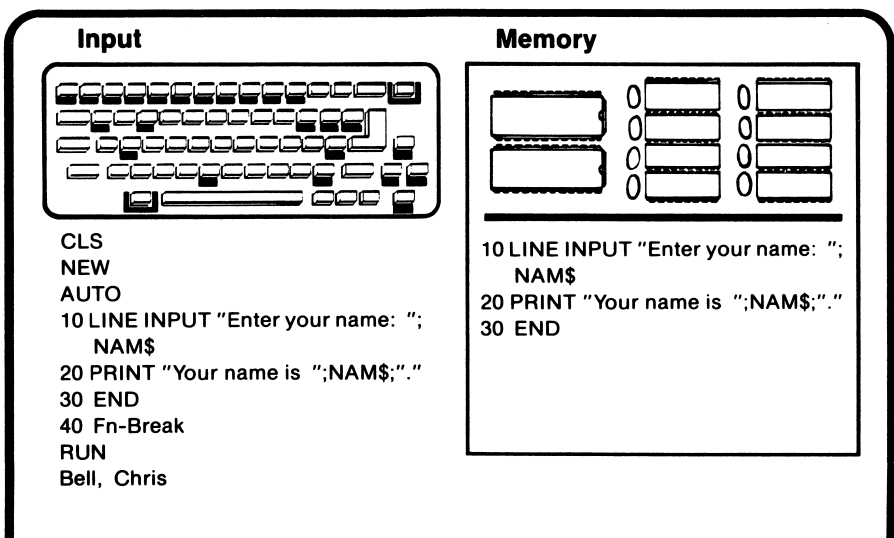 Input
CLS
NEW
AUTO
10 LINE INPUT "Enter your name: ";
NAM$
20 PRINT "Your name is ";NAM$;"."
30 END
40 Fn-Break
RUN
Bell, Chris
Memory
10 LINE INPUT "Enter your name: ";
NAM$
20 PRINT "Your name is ";NAM$;"."
30 END